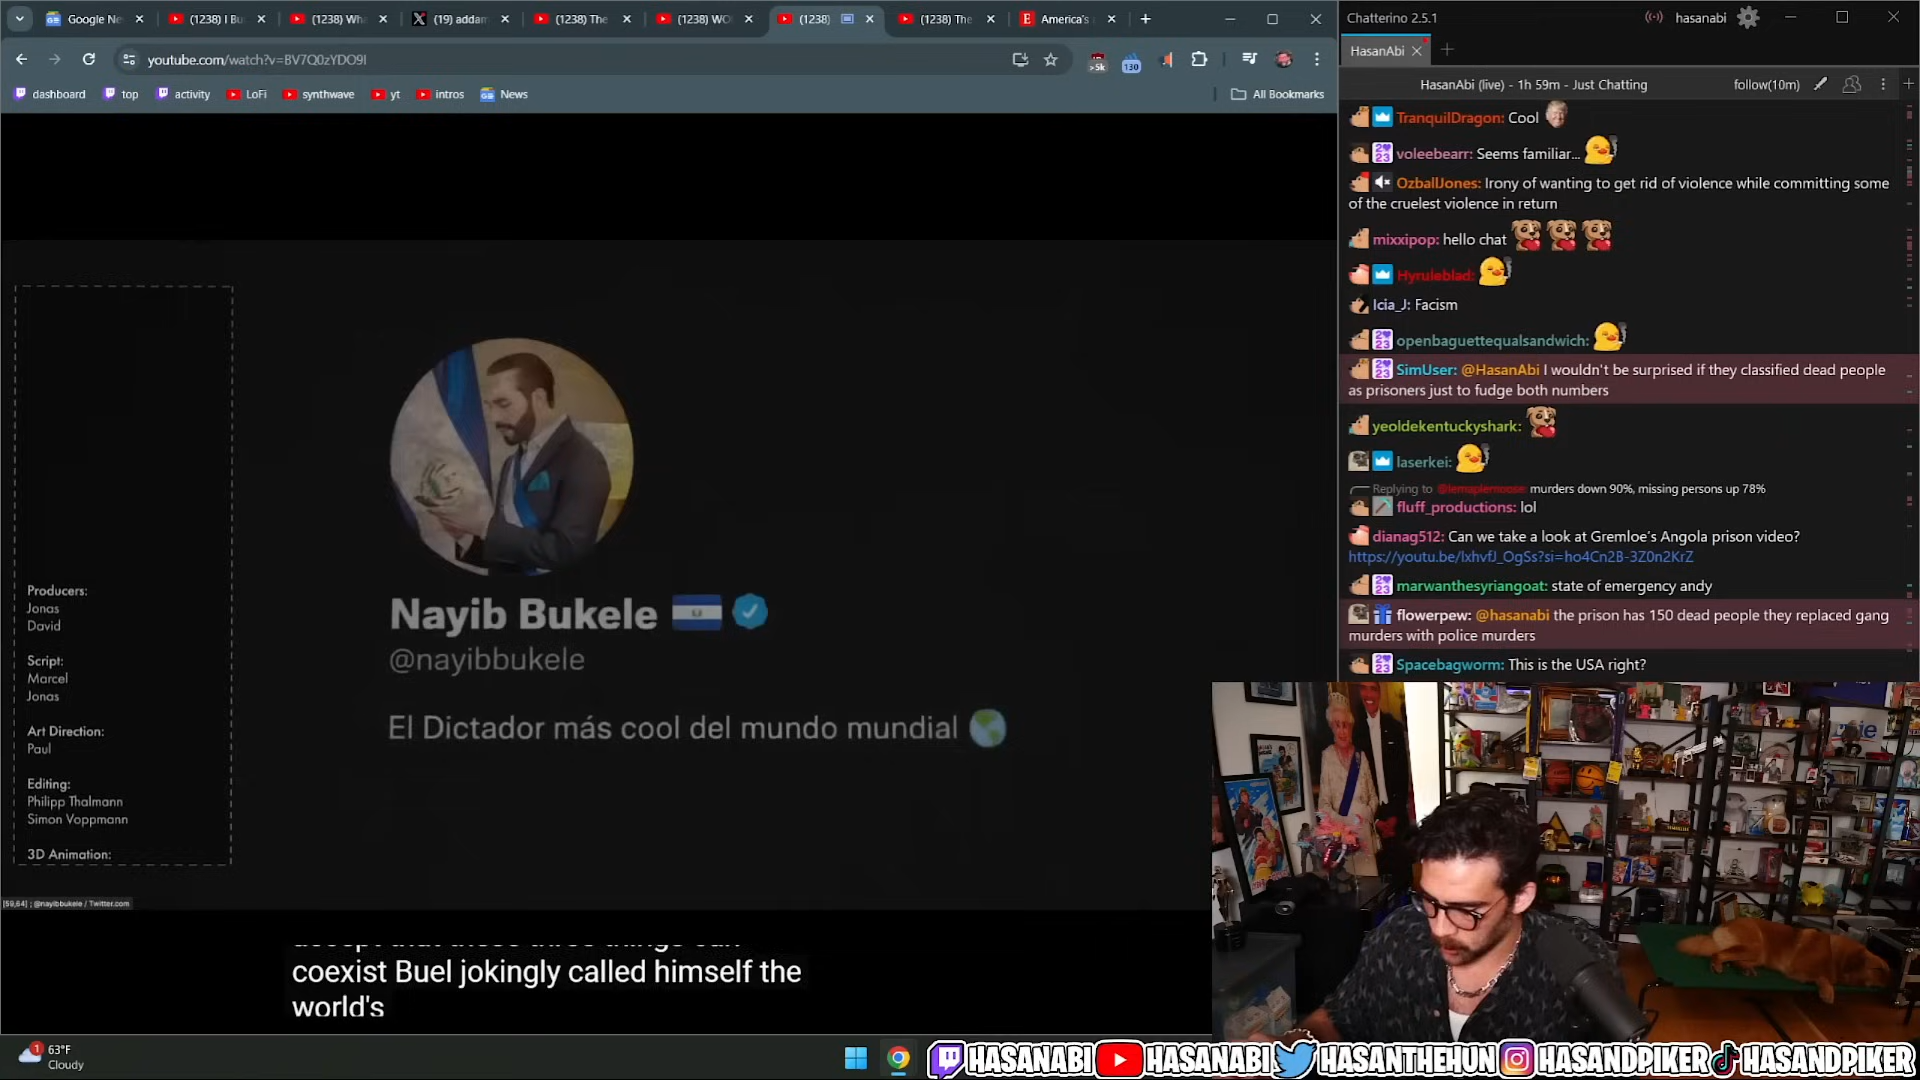 Google Ne
(1238) I Bu
(1238) Wha
(19) addam
(1238) The
(1238) WO
(1238)
(1238) The
America's
youtube.com/watch?v=BV7Q0zYDO9I
>5k
130
dashboard
top
activity
LoFi
synthwave
yt
intros
News
All Bookmarks
Producers:
Jonas
David
Script:
Marcel
Jonas
Art Direction:
Paul
Editing:
Philipp Thalmann
Simon Voppmann
3D Animation:
[59,64] ; @nayibbukele / Twitter.com
Nayib Bukele
@nayibbukele
El Dictador más cool del mundo mundial
coexist Buel jokingly called himself the
world's
Chatterino 2.5.1
hasanabi
HasanAbi
HasanAbi (live) - 1h 59m - Just Chatting
follow(10m)
TranquilDragon: Cool
voleebearr: Seems familiar...
OzballJones: Irony of wanting to get rid of violence while committing some
of the cruelest violence in return
mixxipop: hello chat
Hyruleblad:
Icia_J: Facism
openbaguettequalsandwich:
SimUser: @HasanAbi I wouldn't be surprised if they classified dead people
as prisoners just to fudge both numbers
yeoldekentuckyshark:
laserkei:
Replying to @lemaplemoose: murders down 90%, missing persons up 78%
fluff_productions: lol
dianag512: Can we take a look at Gremloe's Angola prison video?
https://youtu.be/lxhvfJ_OgSs?si=ho4Cn2B-3Z0n2KrZ
marwanthesyriangoat: state of emergency andy
flowerpew: @hasanabi the prison has 150 dead people they replaced gang
murders with police murders
Spacebagworm: This is the USA right?
1
63°F
Cloudy
HASANABI
HASANABI
HASANTHEHUN
HASANDPIKER
HASANDPIKER